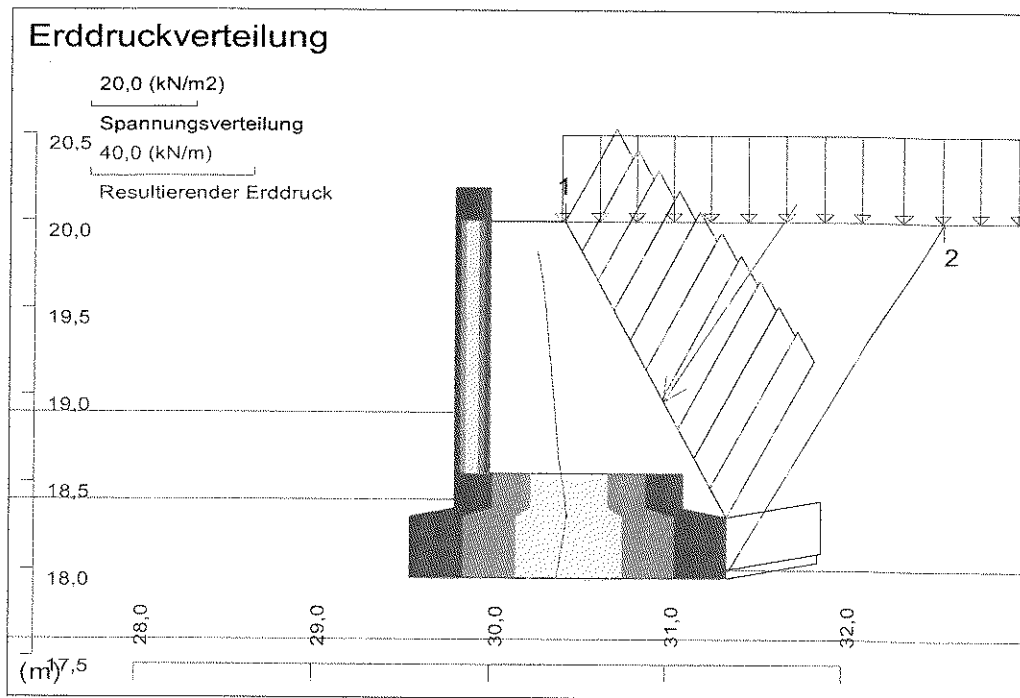 Erddruckverteilung
20,0 (kN/m2)
Spannungsverteilung
40,0 (kN/m)
Resultierender Erddruck
20,5
20,0
19,5
19,0
18,5
18,0
17,5
(m)
1
2
28,0
29,0
30,0
31,0
32,0